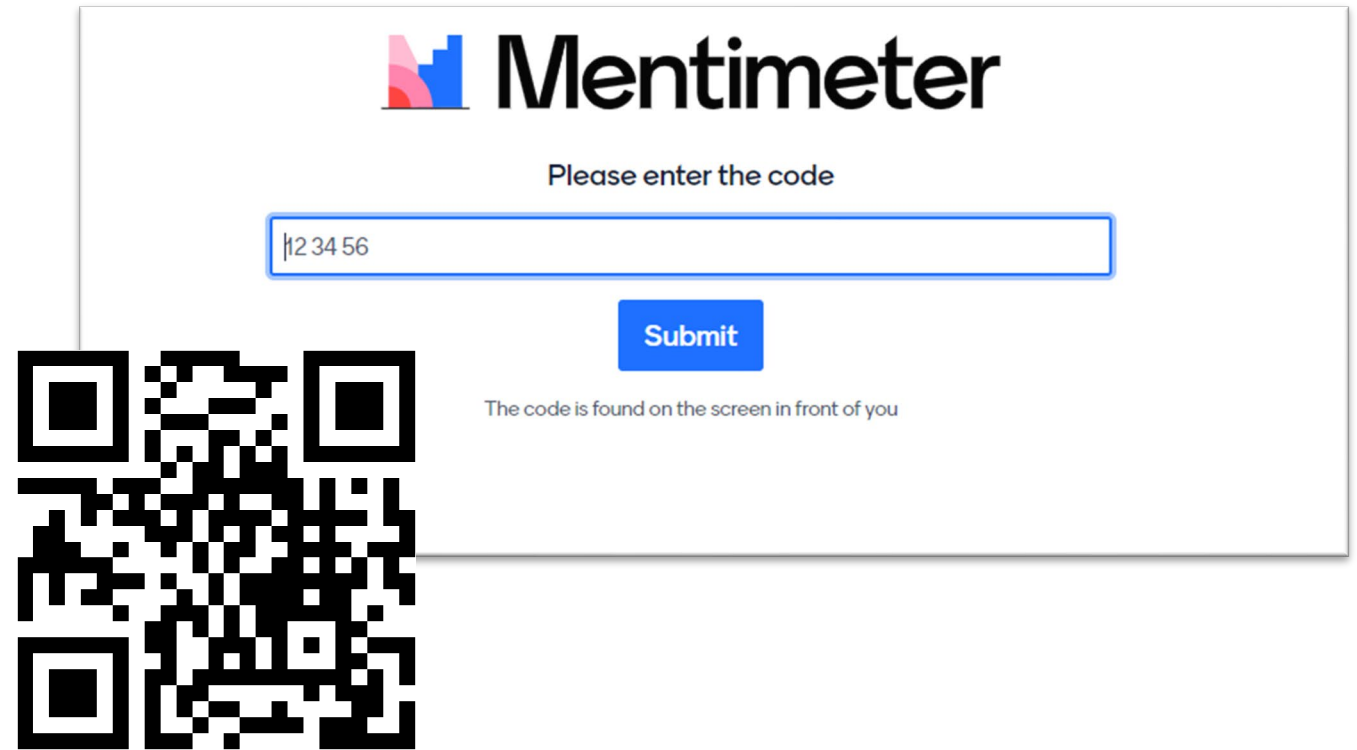 Mentimeter
Please enter the code
12 34 56
Submit
The code is found on the screen in front of you